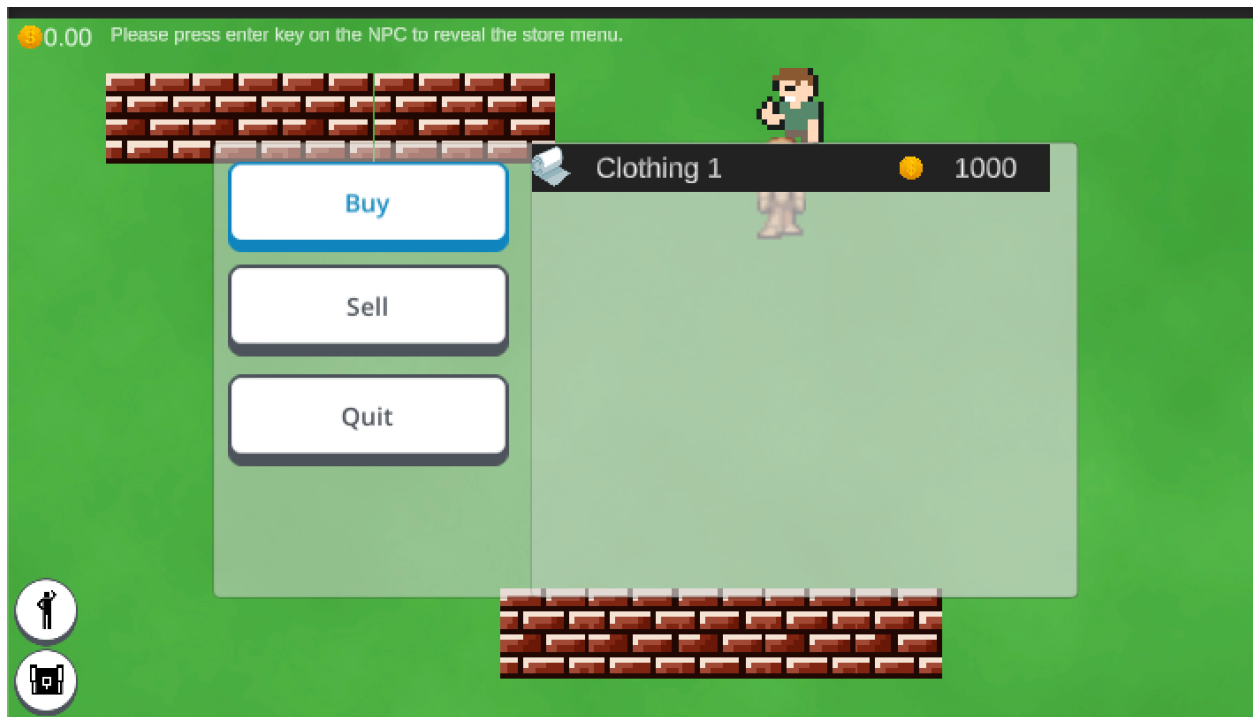 0.00
Please press enter key on the NPC to reveal the store menu.
Buy
Clothing 1
1000
Sell
Quit